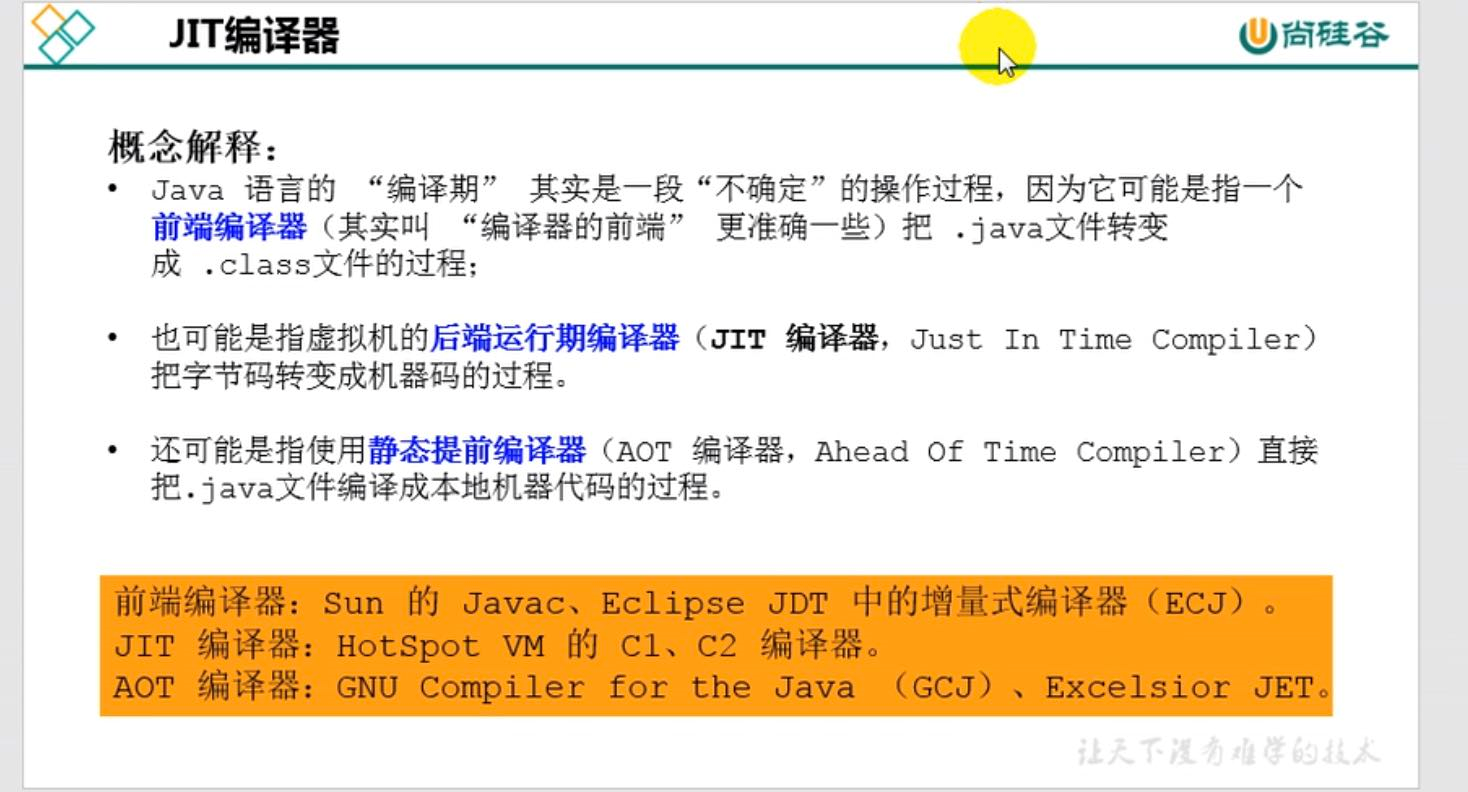 JIT编译器
尚硅谷
概念解释：
• Java 语言的 “编译期” 其实是一段“不确定”的操作过程，因为它可能是指一个
前端编译器（其实叫 “编译器的前端” 更准确一些）把 .java文件转变
成 .class文件的过程；
• 也可能是指虚拟机的后端运行期编译器（JIT 编译器，Just In Time Compiler）
把字节码转变成机器码的过程。
• 还可能是指使用静态提前编译器（AOT 编译器，Ahead Of Time Compiler）直接
把.java文件编译成本地机器代码的过程。
前端编译器：Sun 的 Javac、Eclipse JDT 中的增量式编译器（ECJ）。
JIT 编译器：HotSpot VM 的 C1、C2 编译器。
AOT 编译器：GNU Compiler for the Java （GCJ）、Excelsior JET。
让天下没有难学的技术